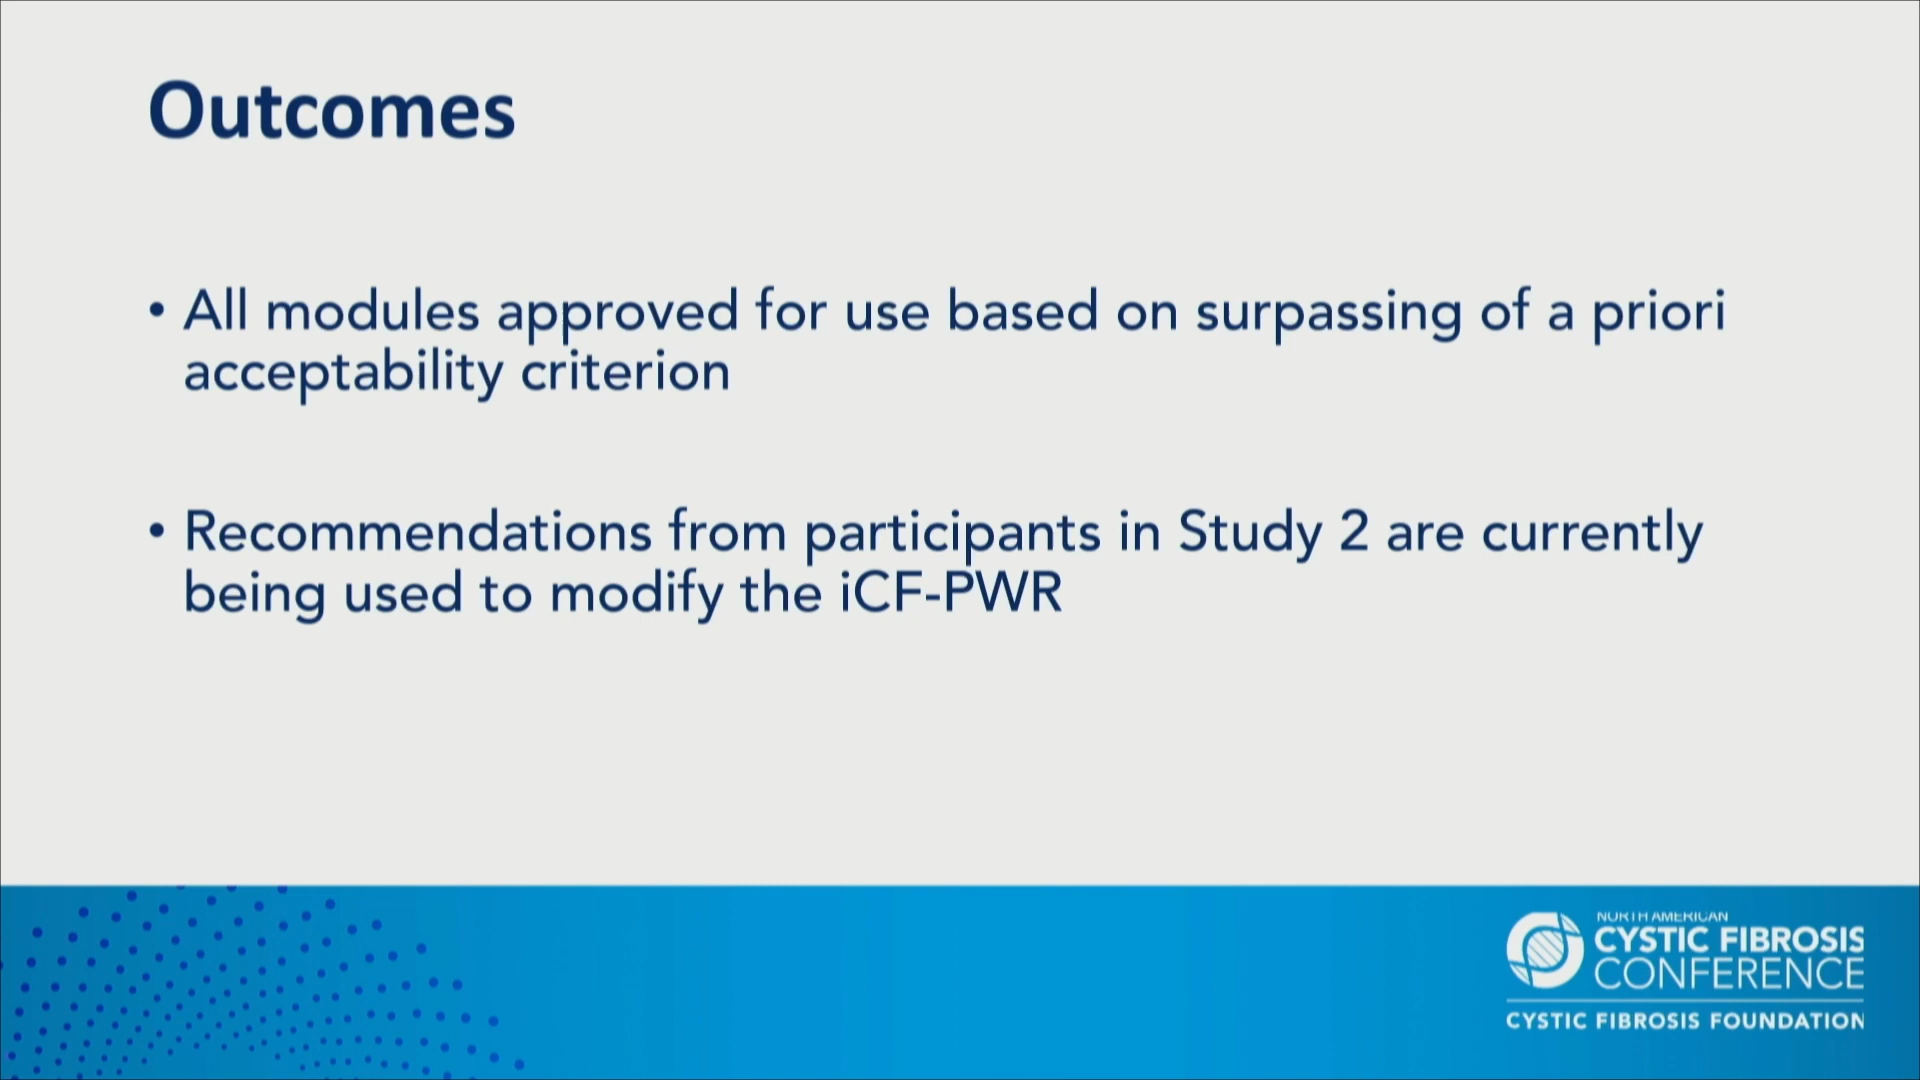 Outcomes
• All modules approved for use based on surpassing of a priori
acceptability criterion
• Recommendations from participants in Study 2 are currently
being used to modify the iCF-PWR
NORTH AMERICAN
CYSTIC FIBROSIS
CONFERENCE
CYSTIC FIBROSIS FOUNDATION